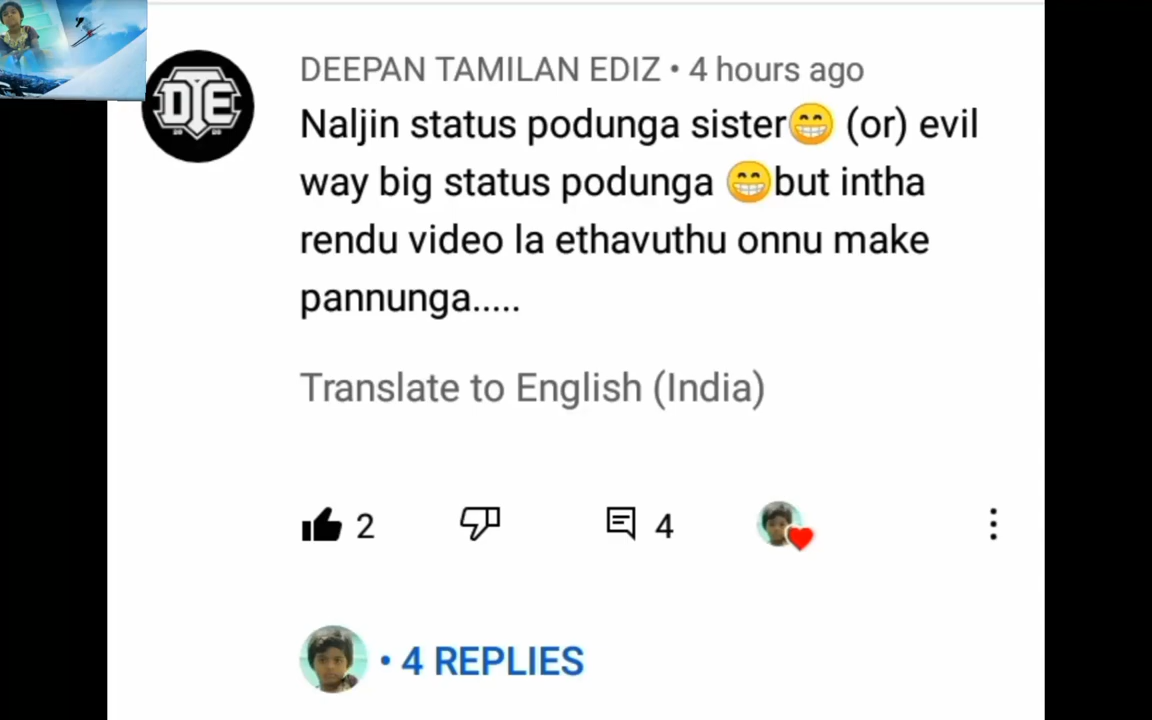 DTE
DEEPAN TAMILAN EDIZ • 4 hours ago
Naljin status podunga sister😁 (or) evil
way big status podunga 😁but intha
rendu video la ethavuthu onnu make
pannunga.....
Translate to English (India)
2 4
• 4 REPLIES